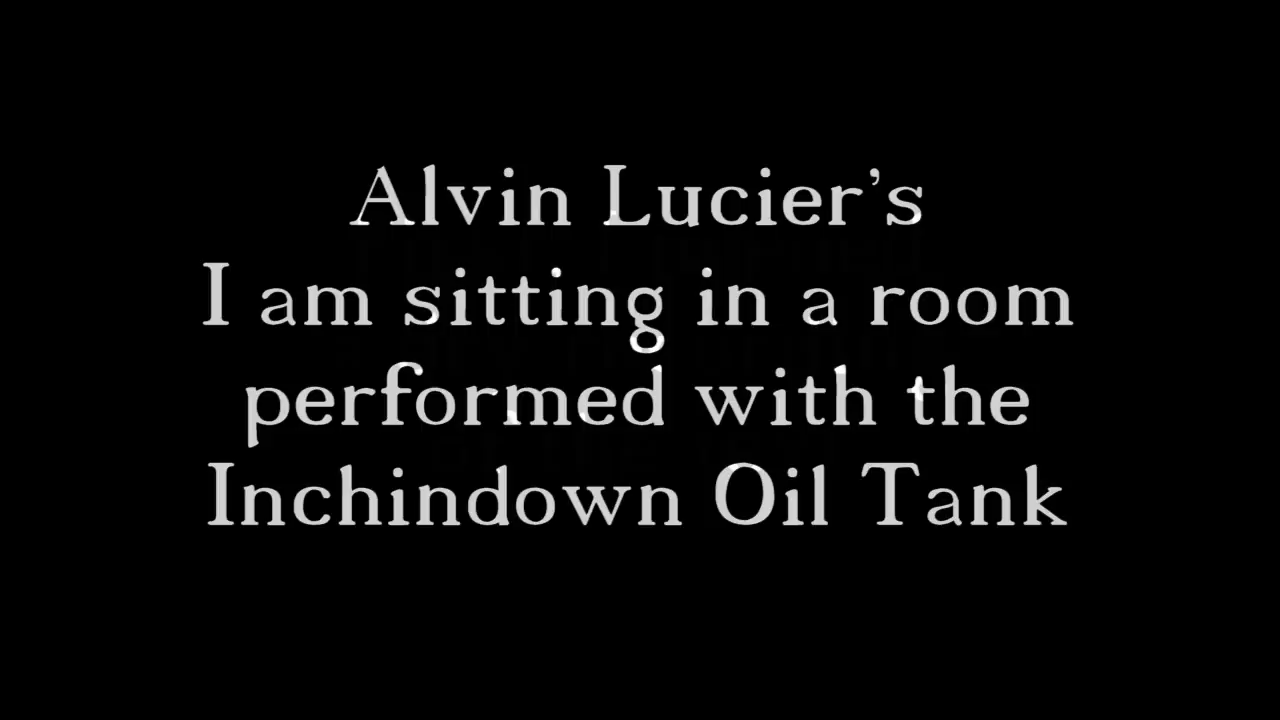 Alvin Lucier's
I am sitting in a room
performed with the
Inchindown Oil Tank